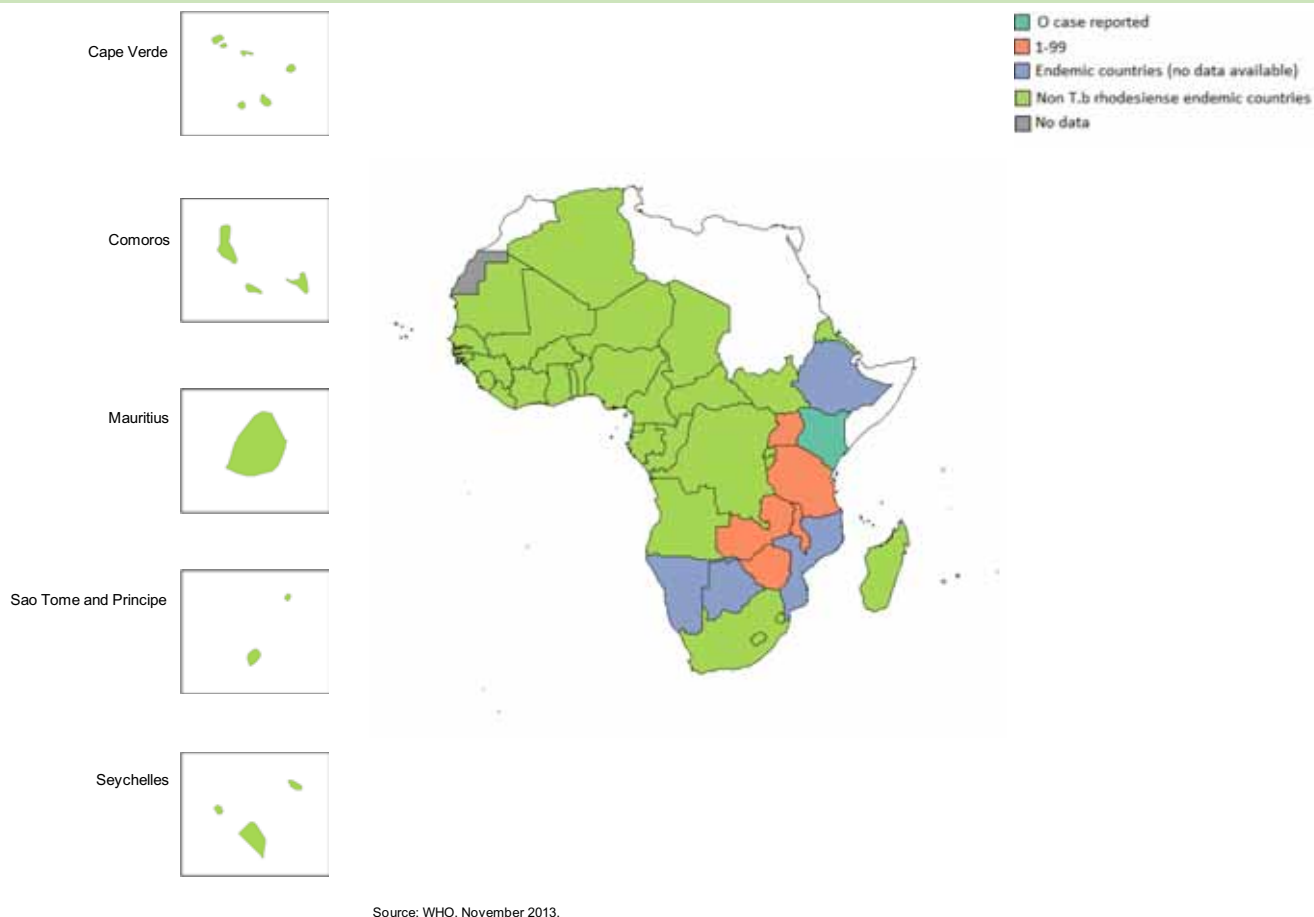 Cape Verde
O case reported
1-99
Endemic countries (no data available)
Non T.b rhodesiense endemic countries
No data
Comoros
Mauritius
Sao Tome and Principe
Seychelles
Source: WHO. November 2013.